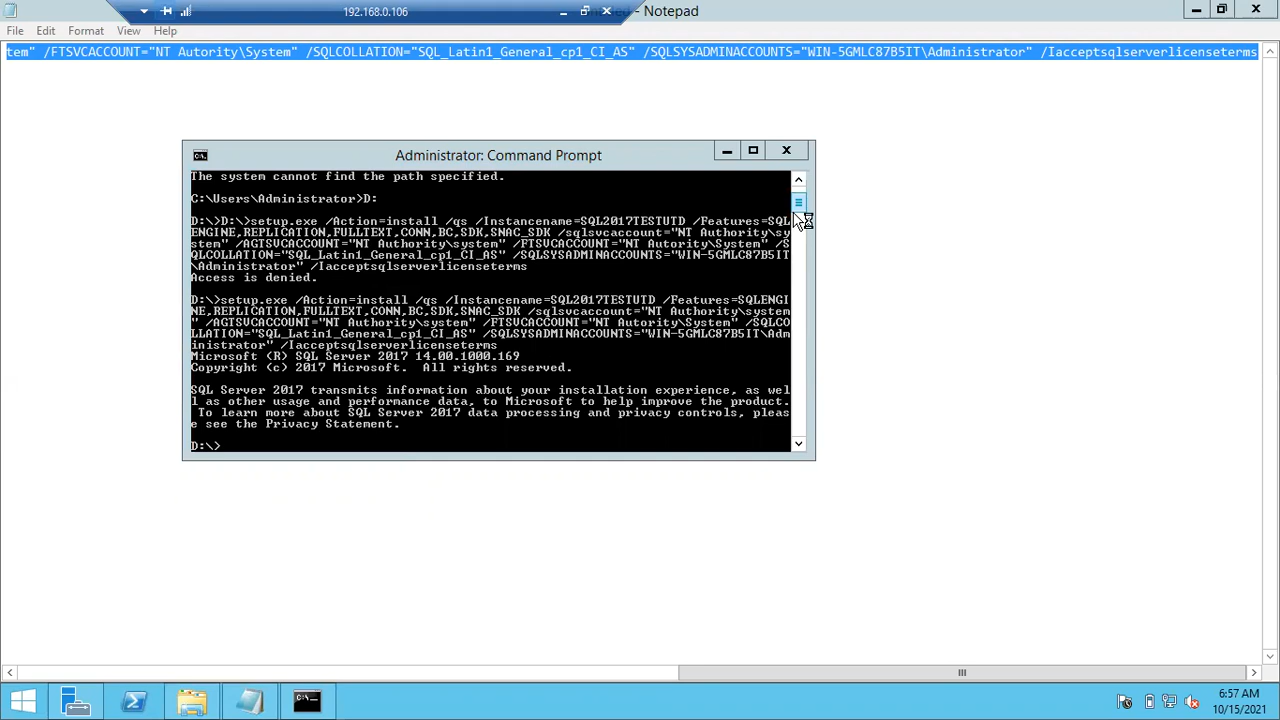 192.168.0.106
- Notepad
File Edit Format View Help
tem" /FTSVCACCOUNT="NT Autority\System" /SQLCOLLATION="SQL_Latin1_General_cp1_CI_AS" /SQLSYSADMINACCOUNTS="WIN-5GMLC87B5IT\Administrator" /Iacceptsqlserverlicenseterms
Administrator: Command Prompt
The system cannot find the path specified.
C:\Users\Administrator>D:
D:\>D:\>setup.exe /Action=install /qs /Instancename=SQL2017TESTUTD /Features=SQL
ENGINE,REPLICATION,FULLTEXT,CONN,BC,SDK,SNAC_SDK /sqlsvcaccount="NT Authority\sy
stem" /AGTSVCACCOUNT="NT Authority\system" /FTSVCACCOUNT="NT Autority\System" /S
QLCOLLATION="SQL_Latin1_General_cp1_CI_AS" /SQLSYSADMINACCOUNTS="WIN-5GMLC87B5IT
\Administrator" /Iacceptsqlserverlicenseterms
Access is denied.
D:\>setup.exe /Action=install /qs /Instancename=SQL2017TESTUTD /Features=SQLENGI
NE,REPLICATION,FULLTEXT,CONN,BC,SDK,SNAC_SDK /sqlsvcaccount="NT Authority\system
" /AGTSVCACCOUNT="NT Authority\system" /FTSVCACCOUNT="NT Autority\System" /SQLCO
LLATION="SQL_Latin1_General_cp1_CI_AS" /SQLSYSADMINACCOUNTS="WIN-5GMLC87B5IT\Adm
inistrator" /Iacceptsqlserverlicenseterms
Microsoft (R) SQL Server 2017 14.00.1000.169
Copyright (c) 2017 Microsoft.  All rights reserved.
SQL Server 2017 transmits information about your installation experience, as wel
l as other usage and performance data, to Microsoft to help improve the product.
 To learn more about SQL Server 2017 data processing and privacy controls, pleas
e see the Privacy Statement.
D:\>
6:57 AM
10/15/2021